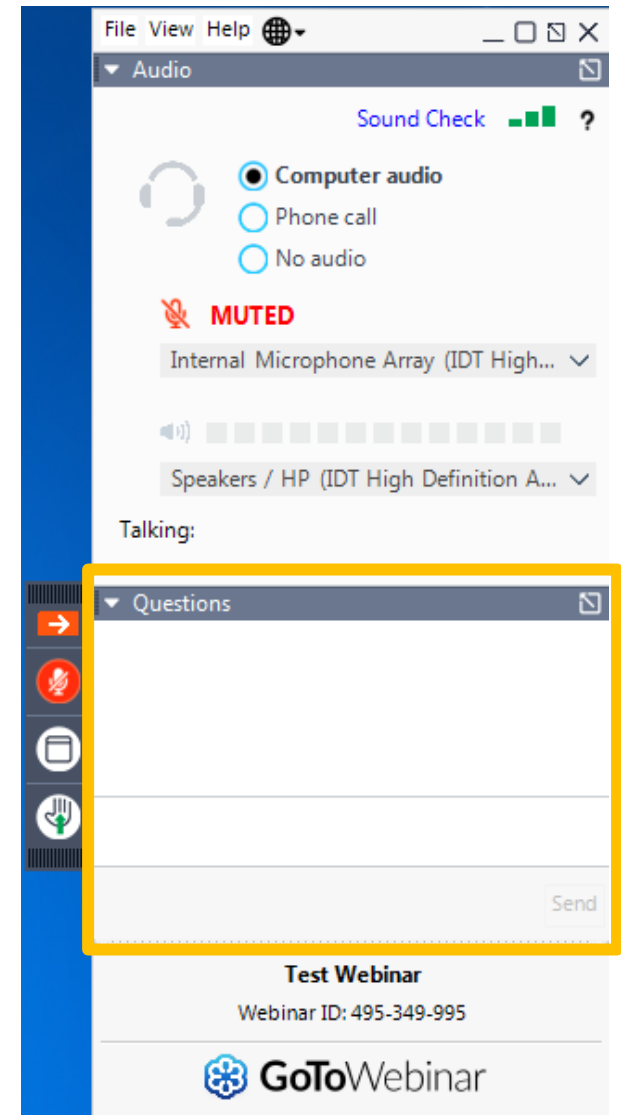 File View Help
Audio
Sound Check ?
Computer audio
Phone call
No audio
MUTED
Internal Microphone Array (IDT High...
Speakers / HP (IDT High Definition A...
Talking:
Questions
Send
Test Webinar
Webinar ID: 495-349-995
GoToWebinar